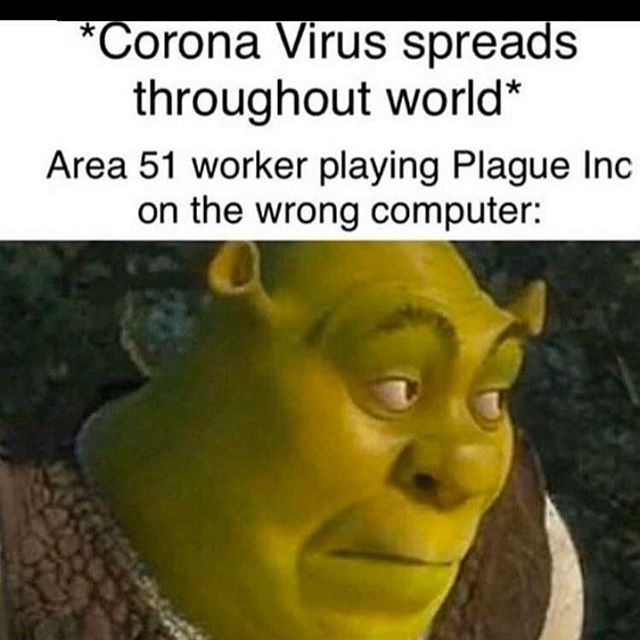 *Corona Virus spreads
throughout world*
Area 51 worker playing Plague Inc
on the wrong computer: